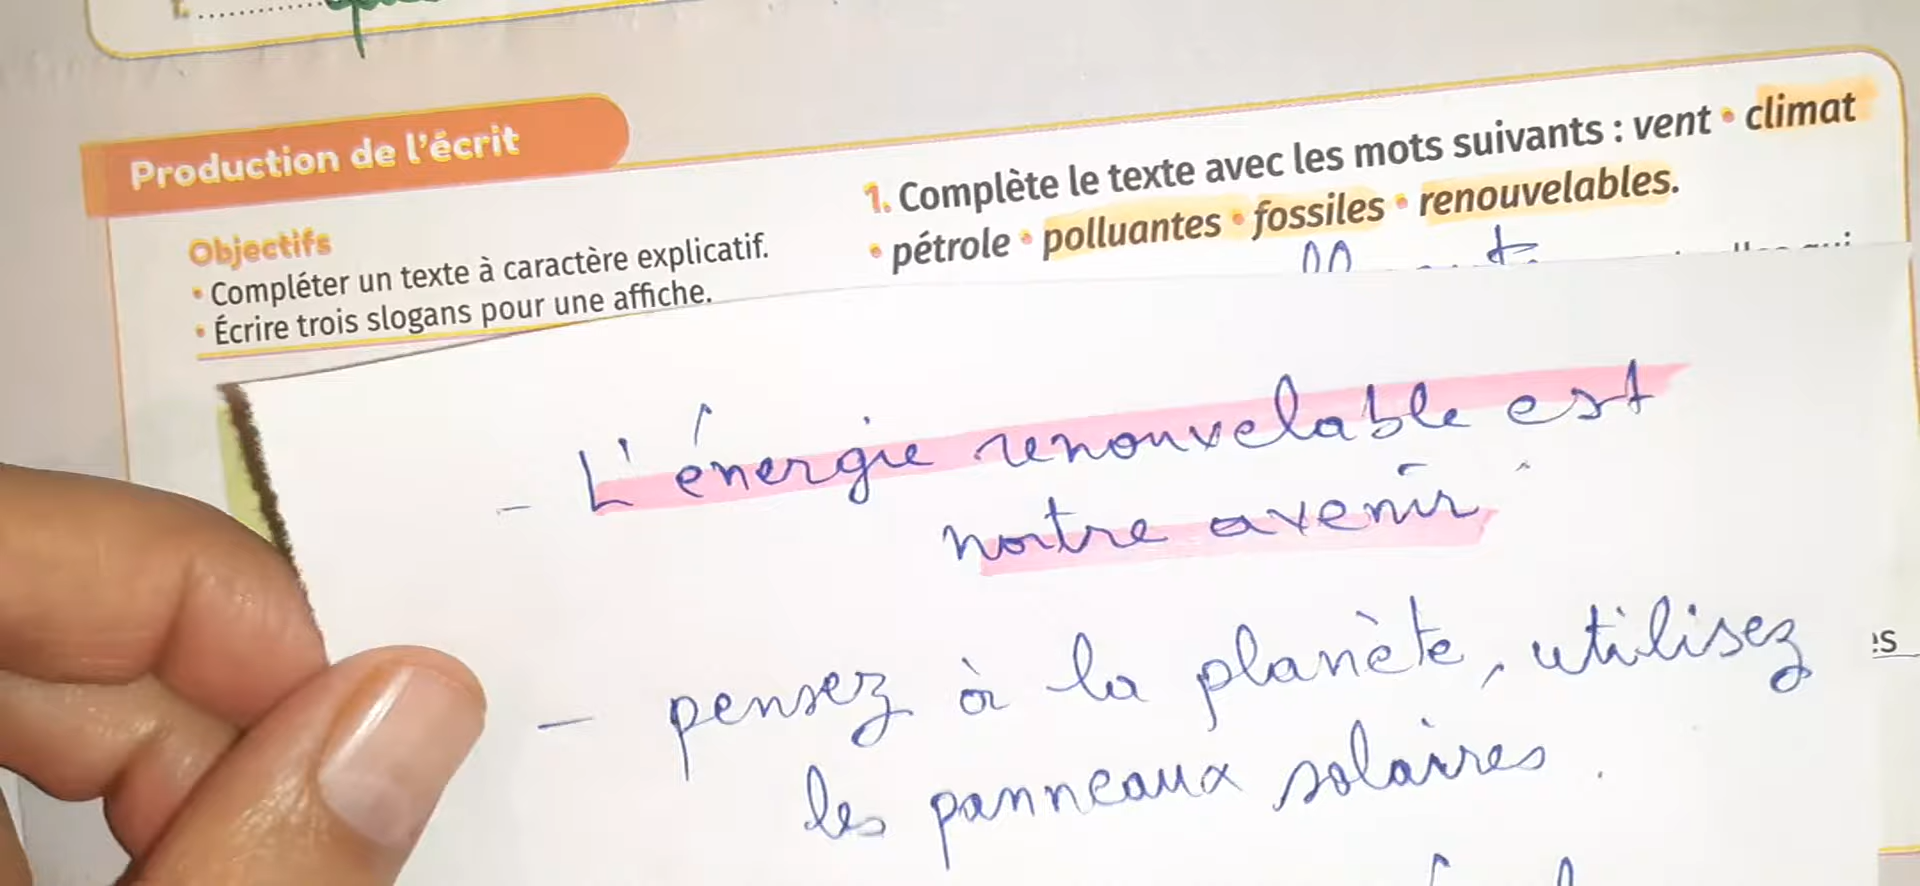 Production de l'écrit
Objectifs
• Compléter un texte à caractère explicatif.
• Écrire trois slogans pour une affiche.
1. Complète le texte avec les mots suivants : vent • climat
• pétrole • polluantes • fossiles • renouvelables.
- L'énergie renouvelable est
notre avenir
- pensez à la planète, utilisez
les panneaux solaires.